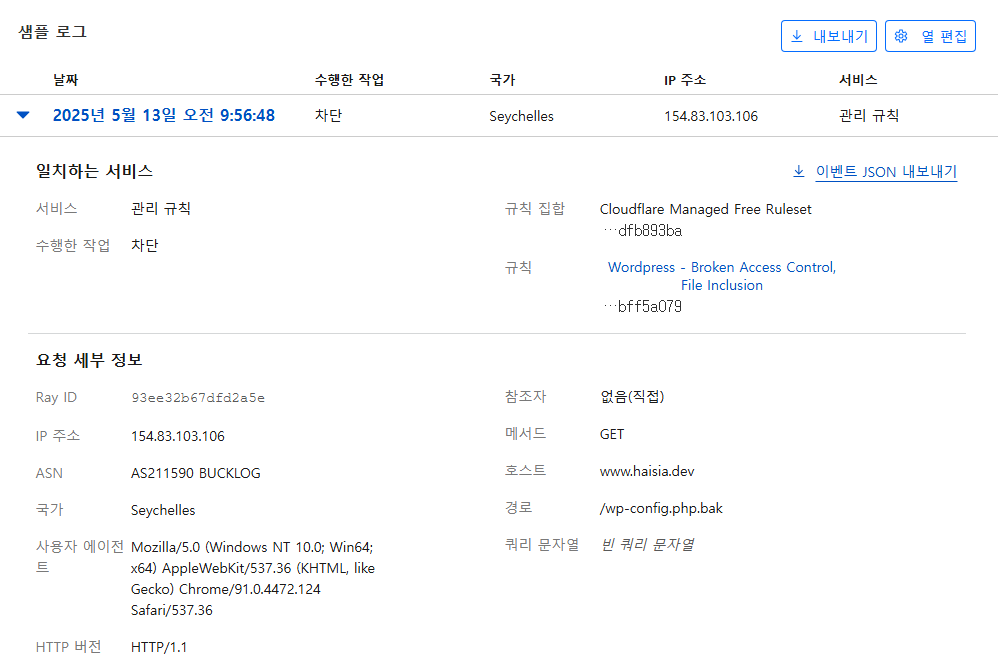 샘플 로그
내보내기
열 편집
날짜 수행한 작업 국가 IP 주소 서비스
2025년 5월 13일 오전 9:56:48 차단 Seychelles 154.83.103.106 관리 규칙
일치하는 서비스
이벤트 JSON 내보내기
서비스 관리 규칙
수행한 작업 차단
규칙 집합 Cloudflare Managed Free Ruleset
…dfb893ba
규칙 Wordpress - Broken Access Control,
File Inclusion
…bff5a079
요청 세부 정보
Ray ID 93ee32b67dfd2a5e
IP 주소 154.83.103.106
ASN AS211590 BUCKLOG
국가 Seychelles
사용자 에이전 Mozilla/5.0 (Windows NT 10.0; Win64;
트 x64) AppleWebKit/537.36 (KHTML, like
Gecko) Chrome/91.0.4472.124
Safari/537.36
HTTP 버전 HTTP/1.1
참조자 없음(직접)
메서드 GET
호스트 www.haisia.dev
경로 /wp-config.php.bak
쿼리 문자열 빈 쿼리 문자열